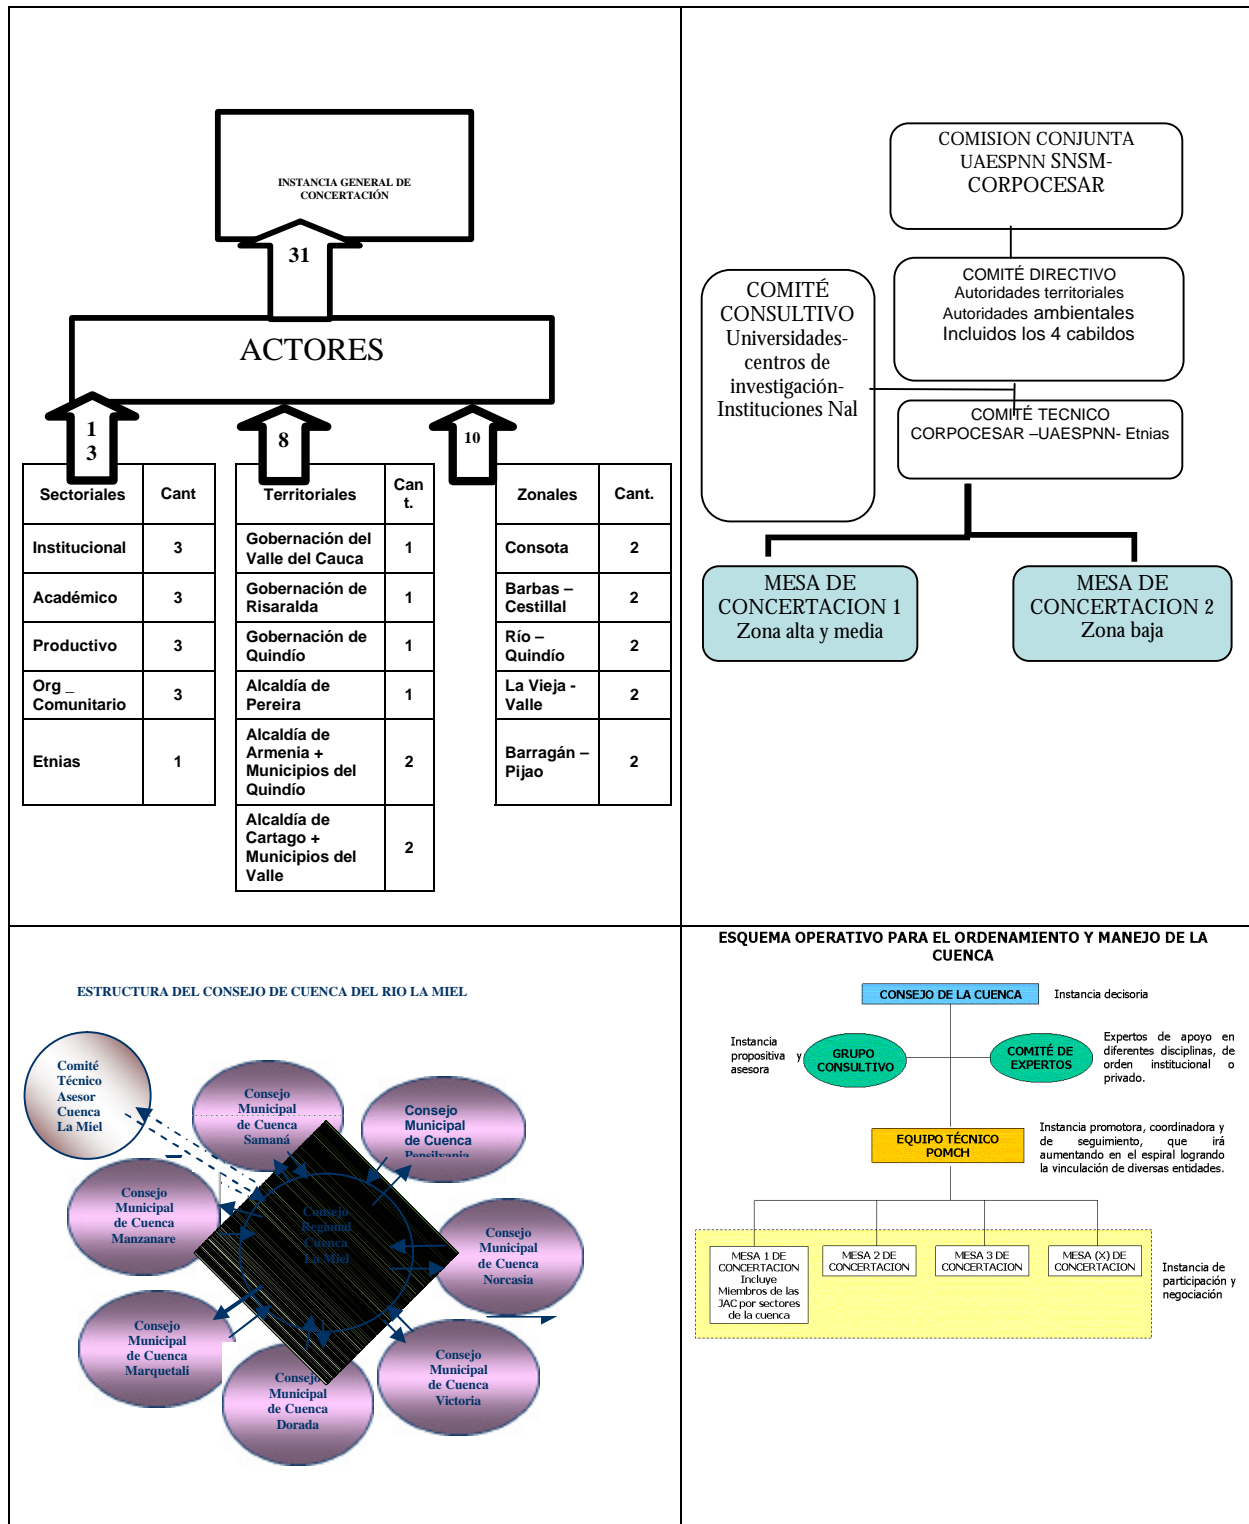 INSTANCIA GENERAL DE
CONCERTACIÓN
31
ACTORES
1
3
8
10
Sectoriales Cant
Institucional 3
Académico 3
Productivo 3
Org _
Comunitario 3
Etnias 1
Territoriales Can
t.
Gobernación del
Valle del Cauca 1
Gobernación de
Risaralda 1
Gobernación de
Quindío 1
Alcaldía de
Pereira 1
Alcaldía de
Armenia +
Municipios del
Quindío 2
Alcaldía de
Cartago +
Municipios del
Valle 2
Zonales Cant.
Consota 2
Barbas –
Cestillal 2
Río –
Quindío 2
La Vieja -
Valle 2
Barragán –
Pijao 2
COMISION CONJUNTA
UAESPNN SNSM-
CORPOCESAR
COMITÉ DIRECTIVO
Autoridades territoriales
Autoridades ambientales
Incluidos los 4 cabildos
COMITÉ
CONSULTIVO
Universidades-
centros de
investigación-
Instituciones Nal
COMITÉ TECNICO
CORPOCESAR –UAESPNN- Etnias
MESA DE
CONCERTACION 1
Zona alta y media
MESA DE
CONCERTACION 2
Zona baja
ESTRUCTURA DEL CONSEJO DE CUENCA DEL RIO LA MIEL
Comité
Técnico
Asesor
Cuenca
La Miel
Consejo
Municipal
de Cuenca
Samaná
Consejo
Municipal
de Cuenca
Pensilvania
Consejo
Municipal
de Cuenca
Manzanare
Consejo
Regional
Cuenca
La Miel
Consejo
Municipal
de Cuenca
Norcasia
Consejo
Municipal
de Cuenca
Marquetali
Consejo
Municipal
de Cuenca
Dorada
Consejo
Municipal
de Cuenca
Victoria
ESQUEMA OPERATIVO PARA EL ORDENAMIENTO Y MANEJO DE LA
CUENCA
CONSEJO DE LA CUENCA
Instancia decisoria
Instancia
propositiva y
asesora
GRUPO
CONSULTIVO
COMITÉ DE
EXPERTOS
Expertos de apoyo en
diferentes disciplinas, de
orden institucional o
privado.
EQUIPO TÉCNICO
POMCH
Instancia promotora, coordinadora y
de seguimiento, que irá
aumentando en el espiral logrando
la vinculación de diversas entidades.
MESA 1 DE
CONCERTACION
Incluye
Miembros de las
JAC por sectores
de la cuenca
MESA 2 DE
CONCERTACION
MESA 3 DE
CONCERTACION
MESA (X) DE
CONCERTACION
Instancia de
participación y
negociación